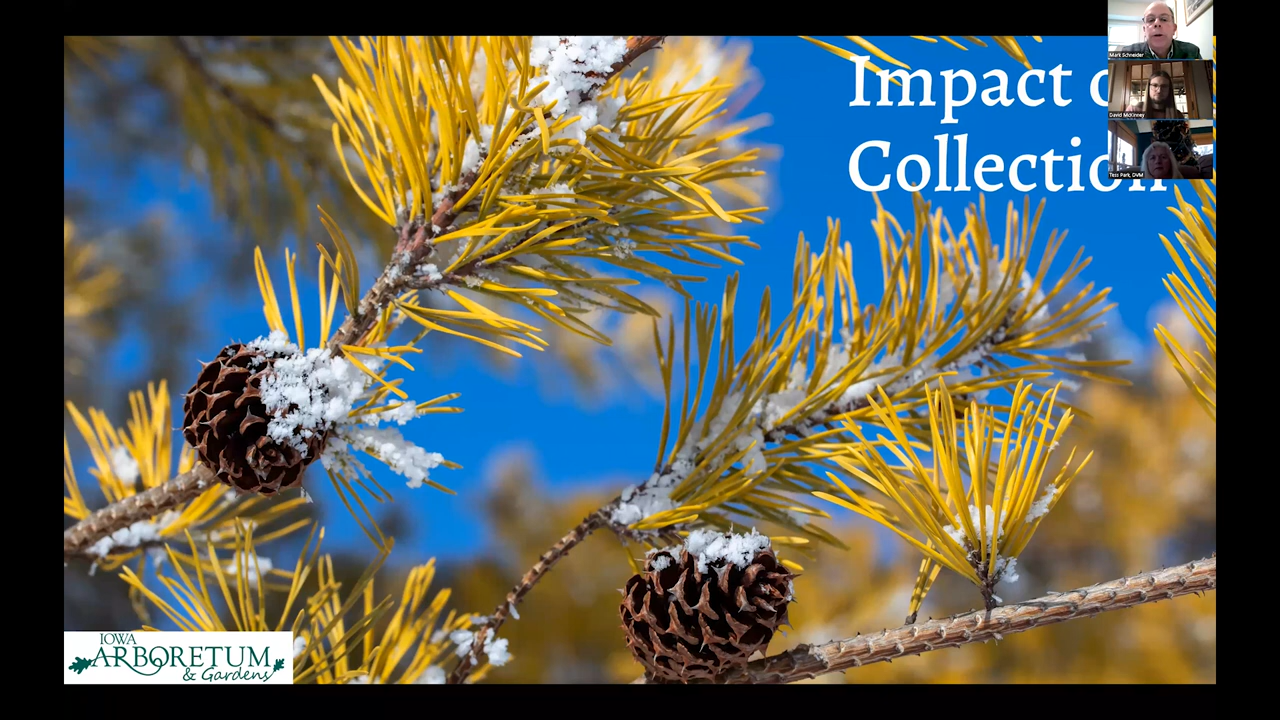 Impact
Collection
Mark Schneider
David McKinney
Tess Park, DVM
IOWA
ARBORETUM
& Gardens